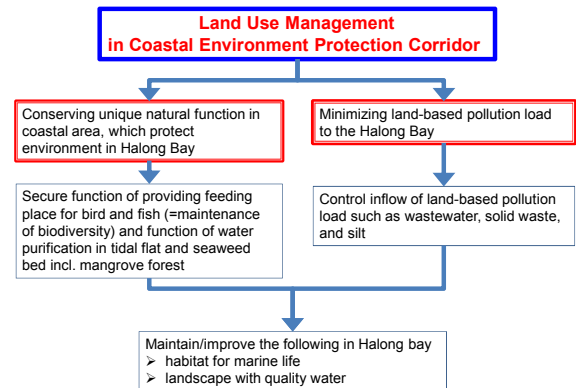 Land Use Management
in Coastal Environment Protection Corridor
Conserving unique natural function in
coastal area, which protect
environment in Halong Bay
Minimizing land-based pollution load
to the Halong Bay
Secure function of providing feeding
place for bird and fish (=maintenance
of biodiversity) and function of water
purification in tidal flat and seaweed
bed incl. mangrove forest
Control inflow of land-based pollution
load such as wastewater, solid waste,
and silt
Maintain/improve the following in Halong bay
➢ habitat for marine life
➢ landscape with quality water